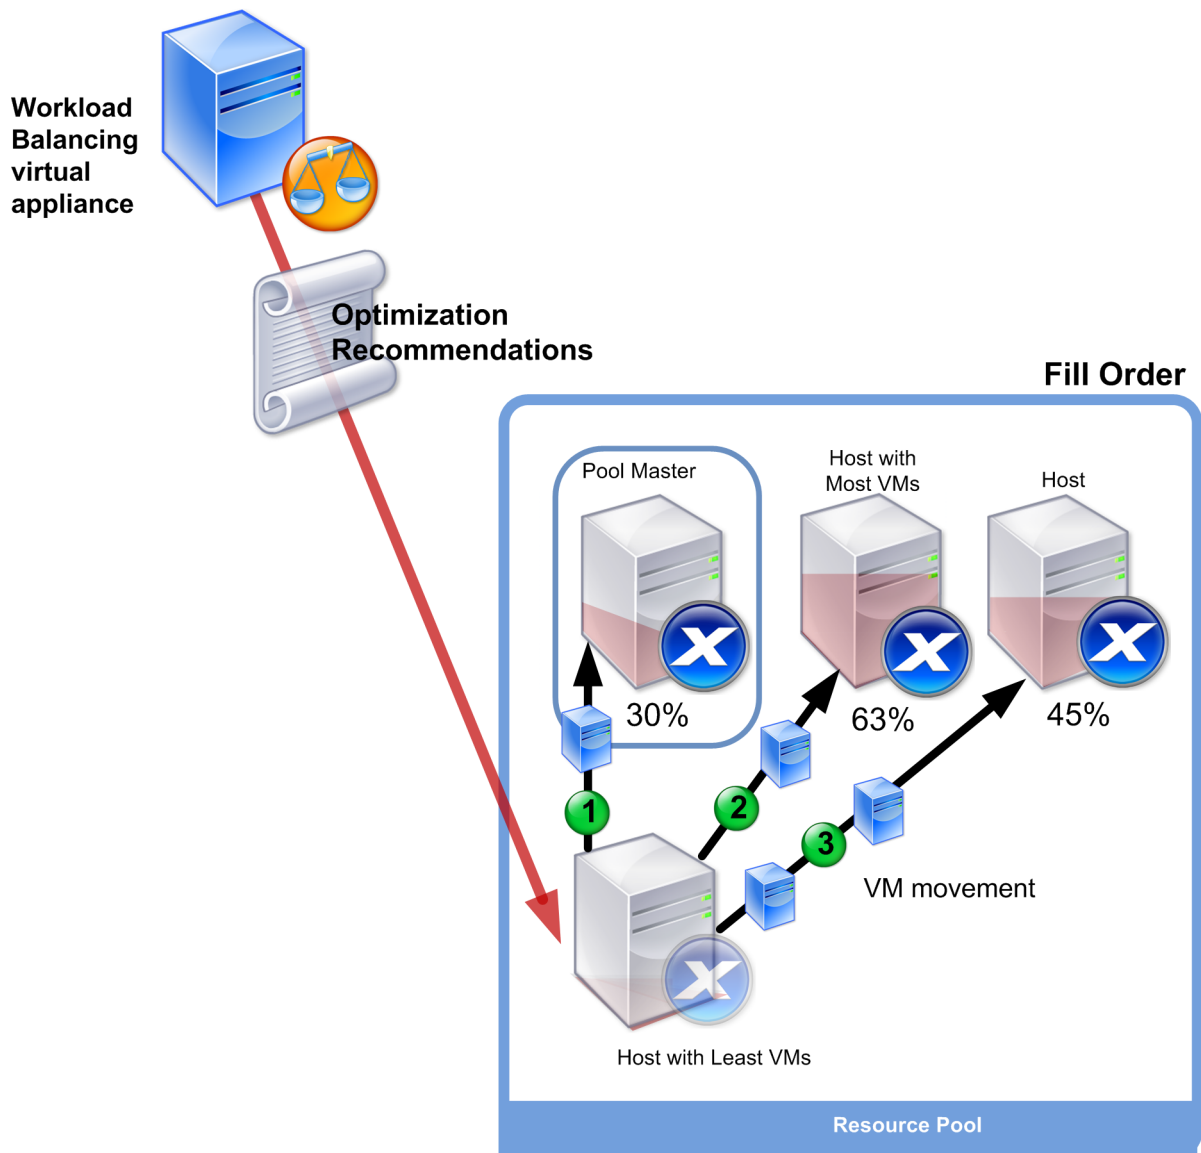 Workload
Balancing
virtual
appliance
Optimization
Recommendations
Fill Order
Pool Master
Host with
Most VMs
Host
X
X
X
30%
63%
45%
1
2
3
VM movement
X
Host with Least VMs
Resource Pool